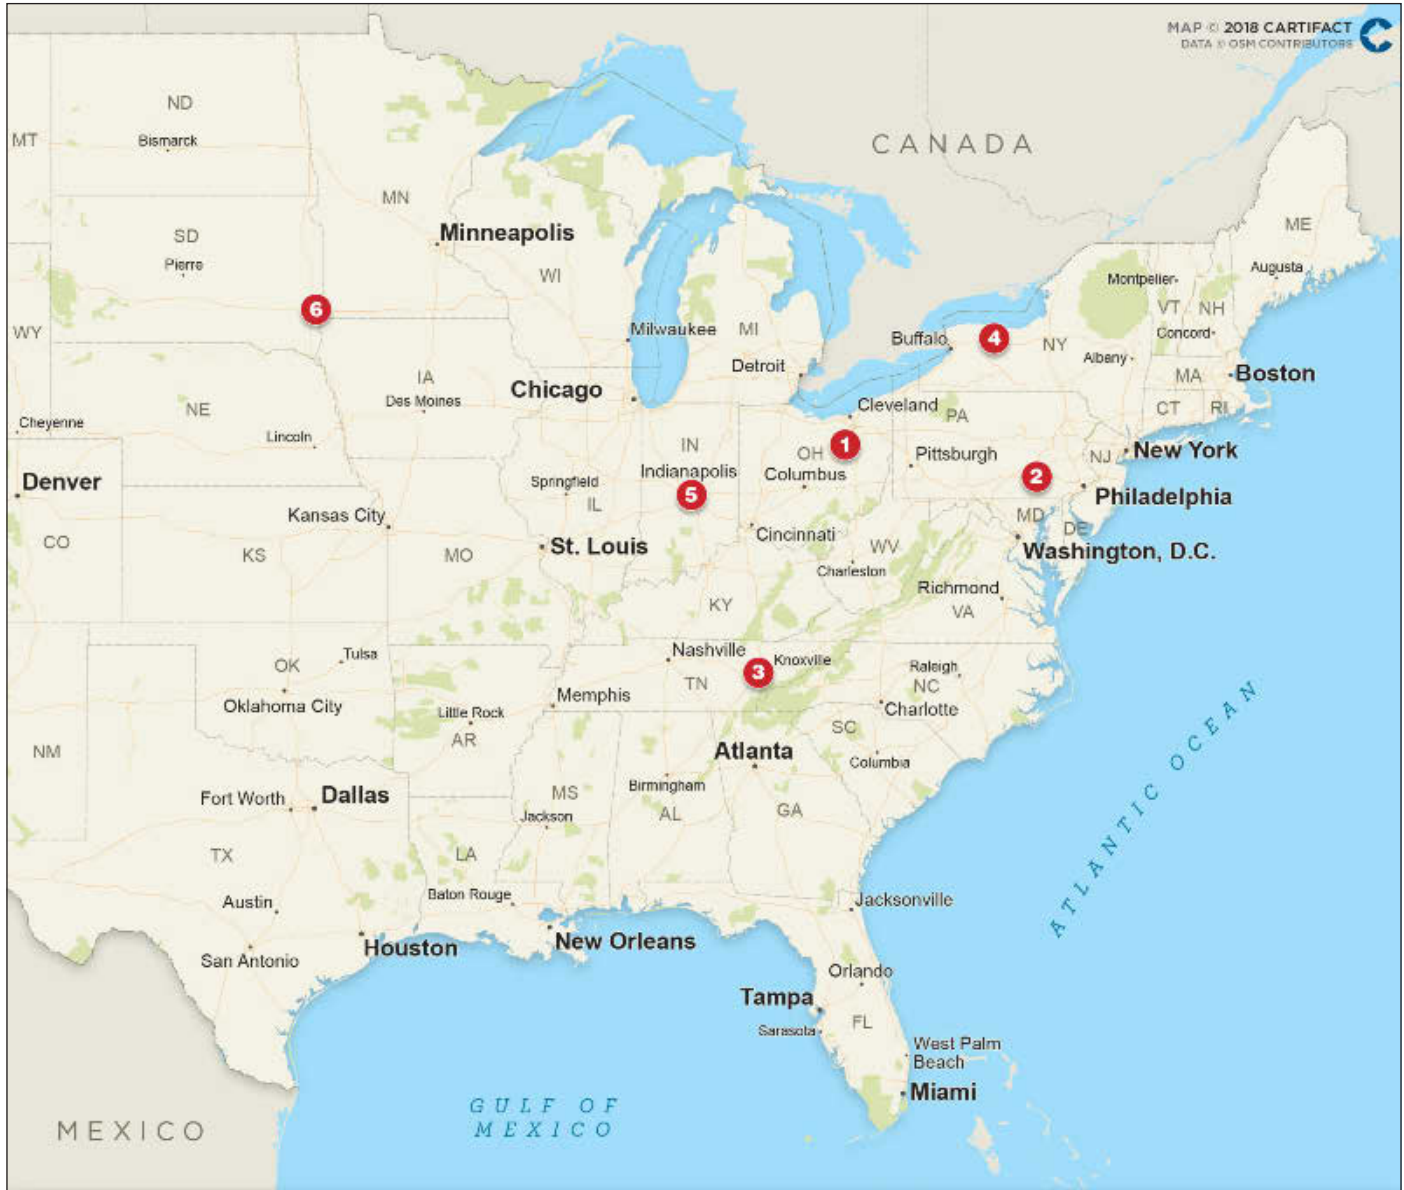 MAP © 2018 CARTIFACT
DATA © OSM CONTRIBUTORS
CANADA
ND
MT
Bismarck
MN
ME
SD
Minneapolis
Pierre
WI
Montpelier
Augusta
6
VT
NH
WY
Milwaukee
MI
Buffalo
4
NY
Concord
Albany
Detroit
Boston
IA
Chicago
MA
Des Moines
NE
Cleveland
PA
CT
RI
Cheyenne
Lincoln
IN
1
OH
Pittsburgh
NJ
New York
Indianapolis
Columbus
2
Denver
Springfield
5
Philadelphia
IL
Kansas City
MD
DE
Cincinnati
CO
KS
MO
St. Louis
WV
Washington, D.C.
Charleston
Richmond
KY
VA
Nashville
Tulsa
OK
3
Knoxville
Raleigh
TN
NC
Memphis
Oklahoma City
Little Rock
Charlotte
AR
SC
NM
Atlanta
Columbia
ATLANTIC OCEAN
Birmingham
Fort Worth
Dallas
MS
AL
GA
Jackson
TX
LA
Baton Rouge
Austin
Jacksonville
Houston
New Orleans
San Antonio
Orlando
Tampa
FL
Sarasota
West Palm
Beach
Miami
GULF OF
MEXICO
MEXICO